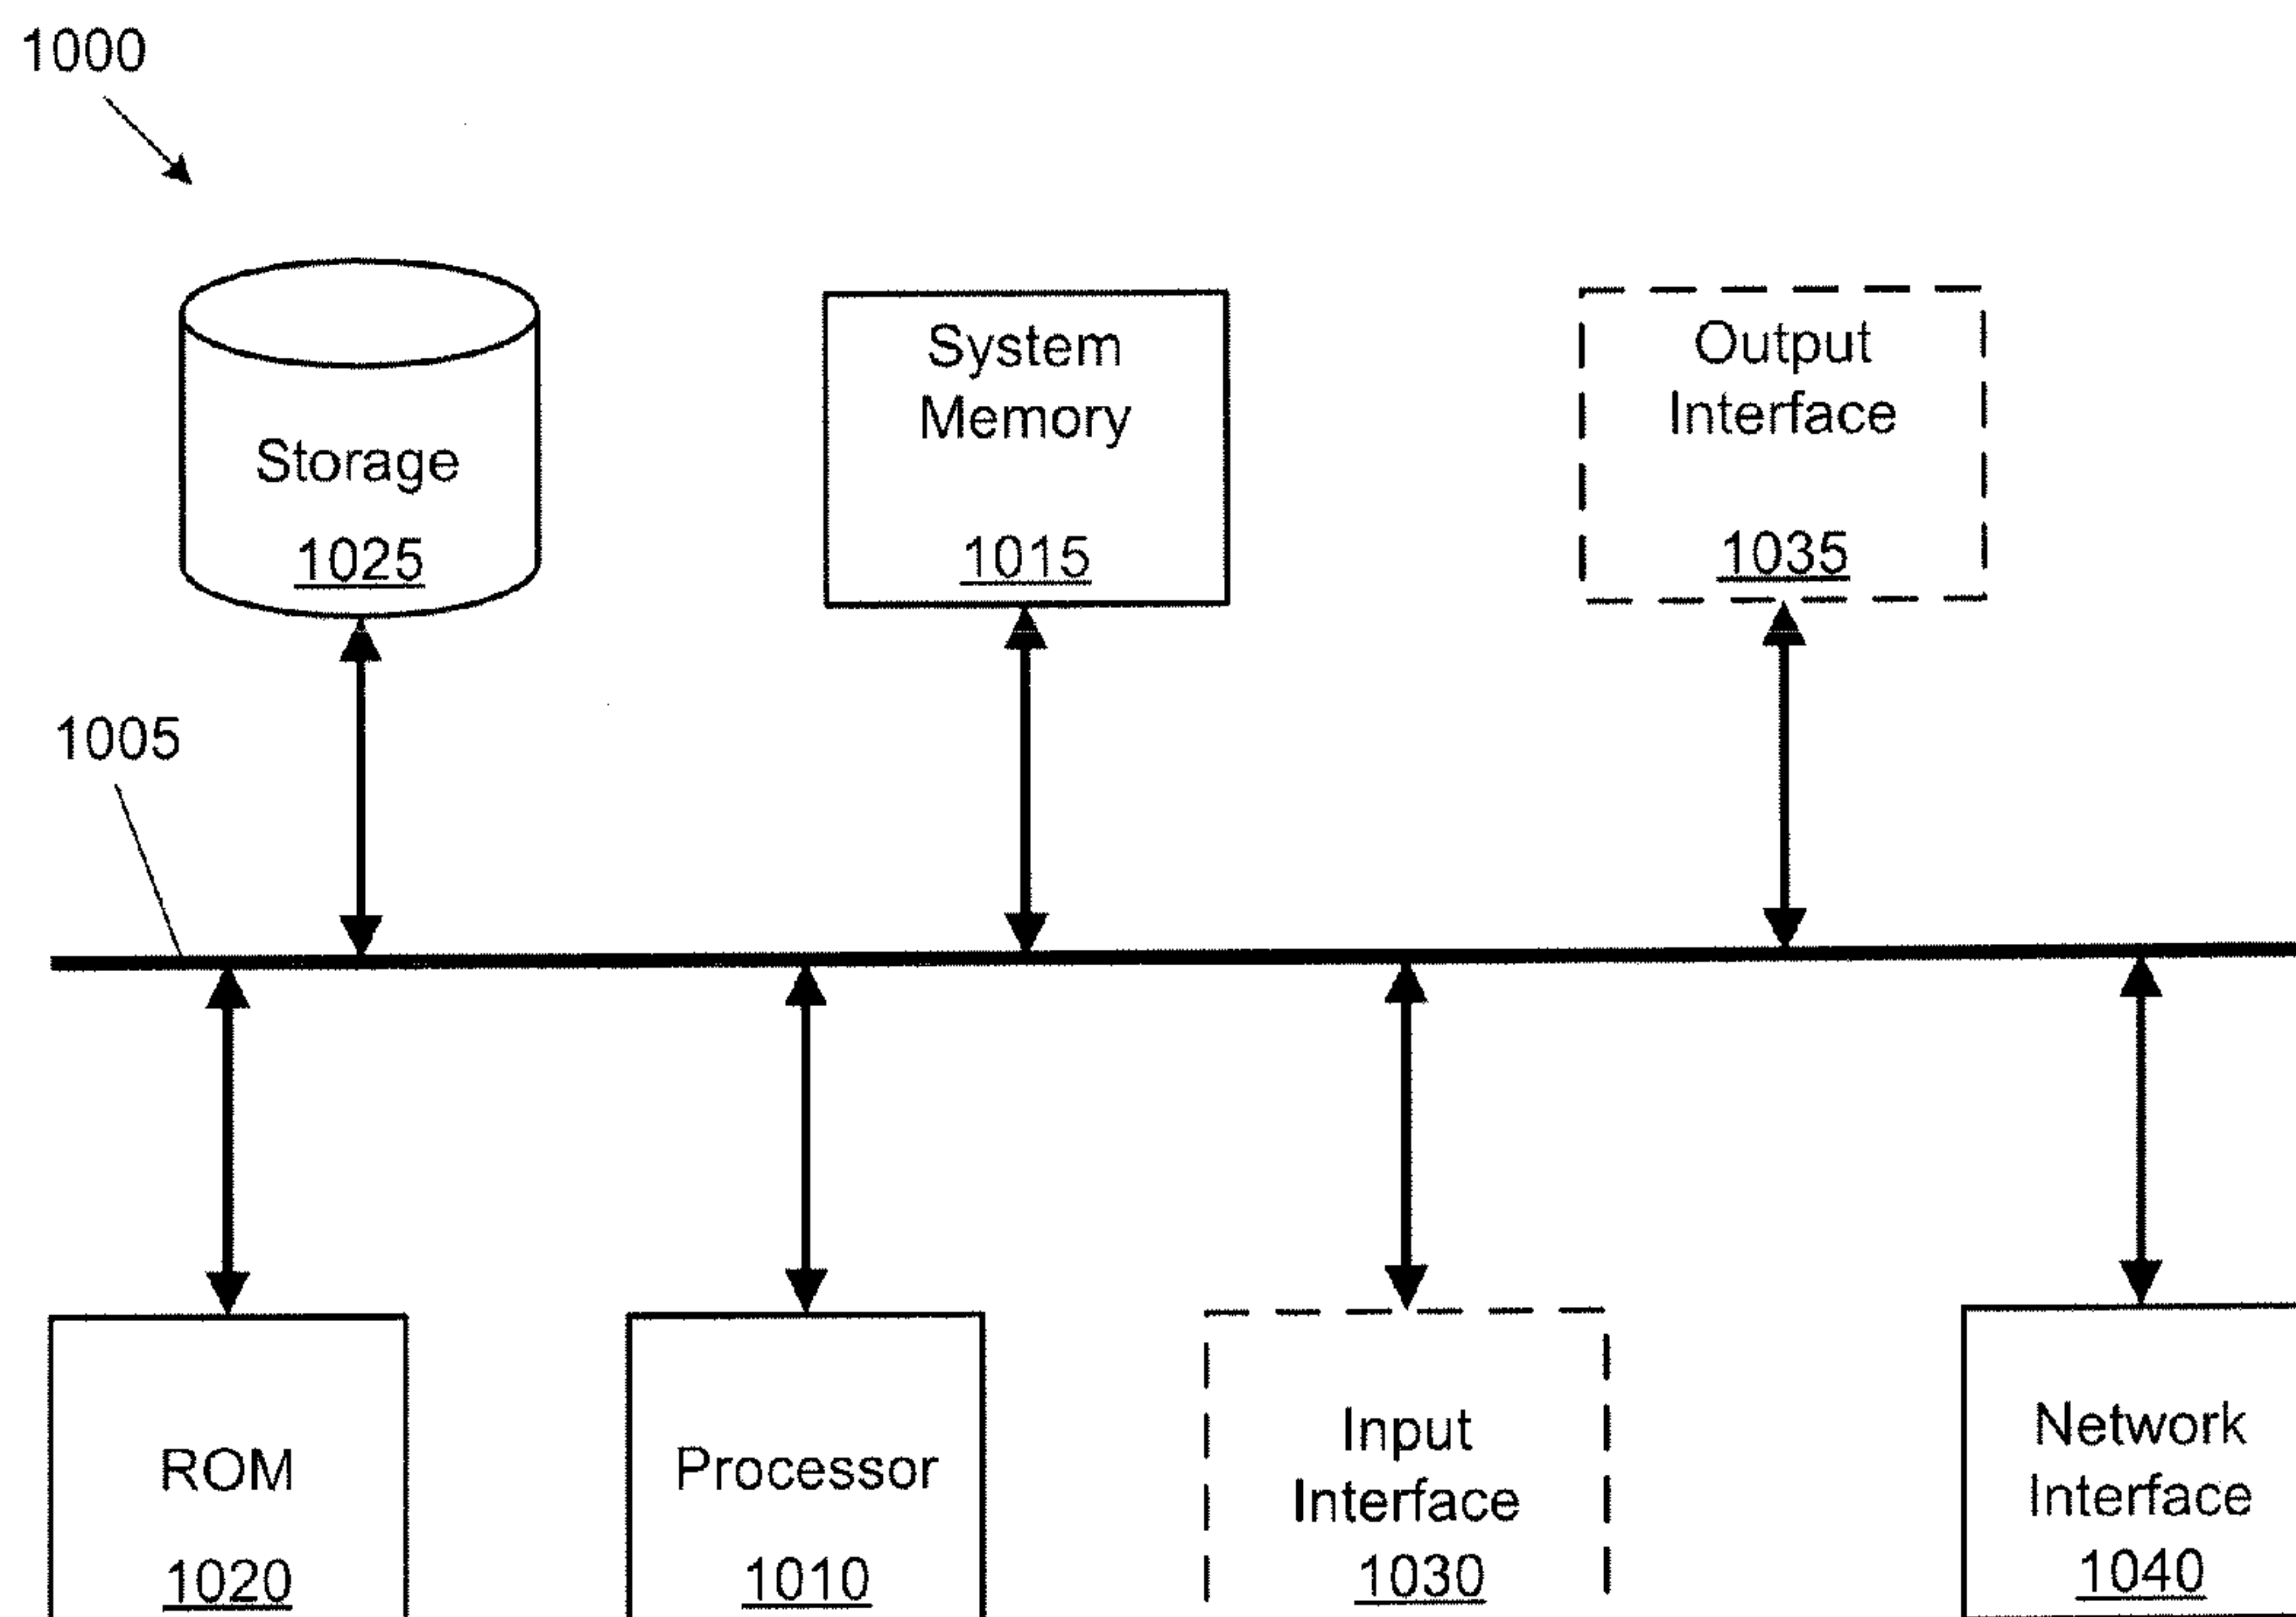 1000
Storage
1025
System
Memory
1015
Output
Interface
1035
1005
ROM
1020
Processor
1010
Input
Interface
1030
Network
Interface
1040